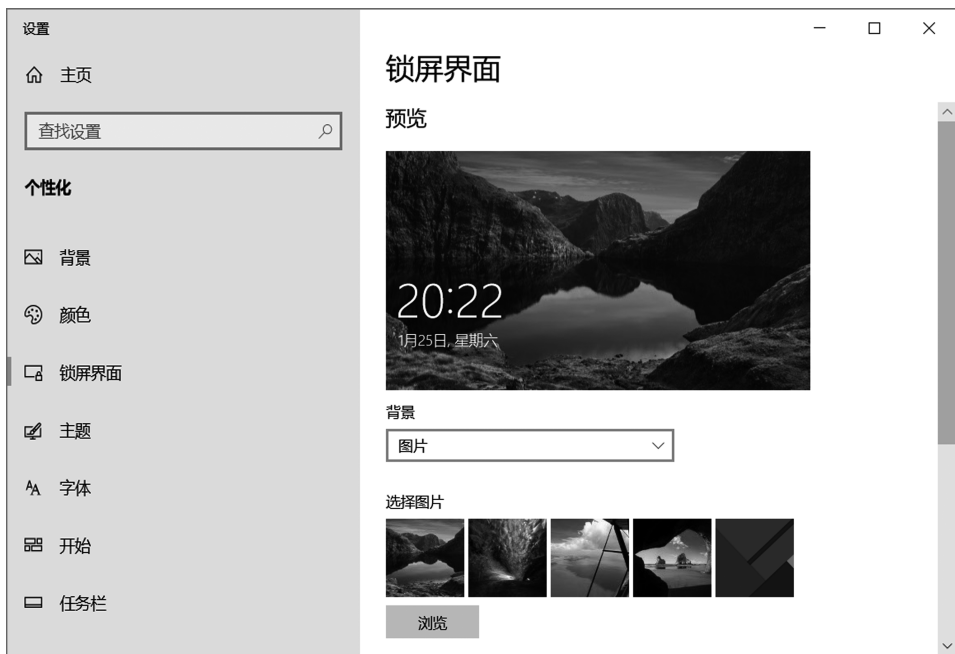 设置
主页
查找设置
个性化
背景
颜色
锁屏界面
主题
字体
开始
任务栏
锁屏界面
预览
20:22
1月25日, 星期六
背景
图片
选择图片
浏览